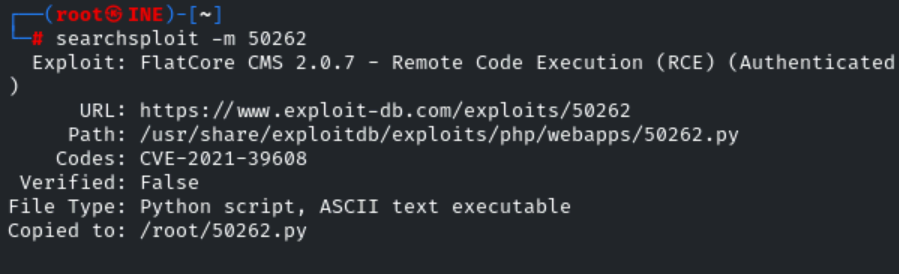 ┌──(root㉿INE)-[~]
└─# searchsploit -m 50262
  Exploit: FlatCore CMS 2.0.7 - Remote Code Execution (RCE) (Authenticated
)
      URL: https://www.exploit-db.com/exploits/50262
     Path: /usr/share/exploitdb/exploits/php/webapps/50262.py
    Codes: CVE-2021-39608
 Verified: False
File Type: Python script, ASCII text executable
Copied to: /root/50262.py